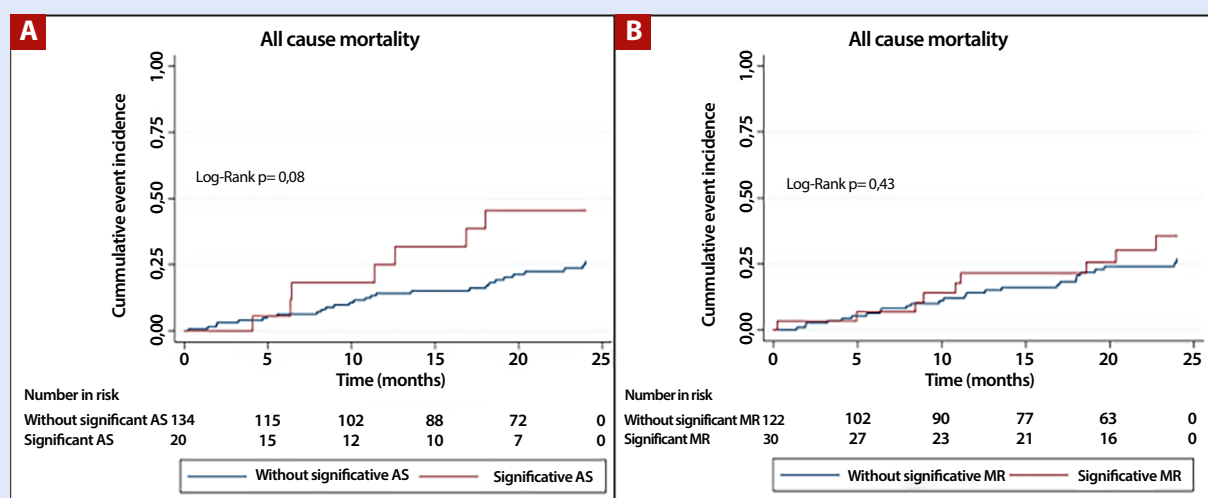 A
All cause mortality
Cummulative event incidence
1,00
0,75
0,50
0,25
0,00
Log-Rank p= 0,08
0 5 10 15 20 25
Time (months)
Number in risk
Without significant AS 134 115 102 88 72 0
Significant AS 20 15 12 10 7 0
Without significative AS Significative AS
B
All cause mortality
Cummulative event incidence
1,00
0,75
0,50
0,25
0,00
Log-Rank p= 0,43
0 5 10 15 20 25
Time (months)
Number in risk
Without significant MR 122 102 90 77 63 0
Significant MR 30 27 23 21 16 0
Without significative MR Significative MR